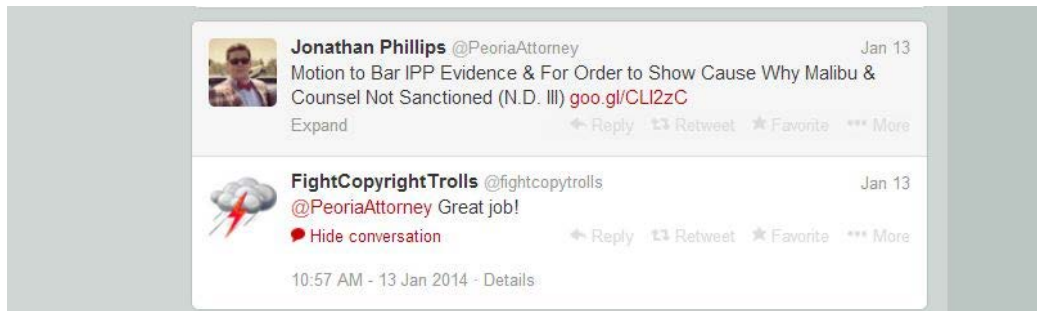 Jonathan Phillips @PeoriaAttorney Jan 13
Motion to Bar IPP Evidence & For Order to Show Cause Why Malibu &
Counsel Not Sanctioned (N.D. Ill) goo.gl/CLI2zC
Expand Reply Retweet Favorite More
FightCopyrightTrolls @fightcopytrolls Jan 13
@PeoriaAttorney Great job!
Hide conversation Reply Retweet Favorite More
10:57 AM - 13 Jan 2014 · Details